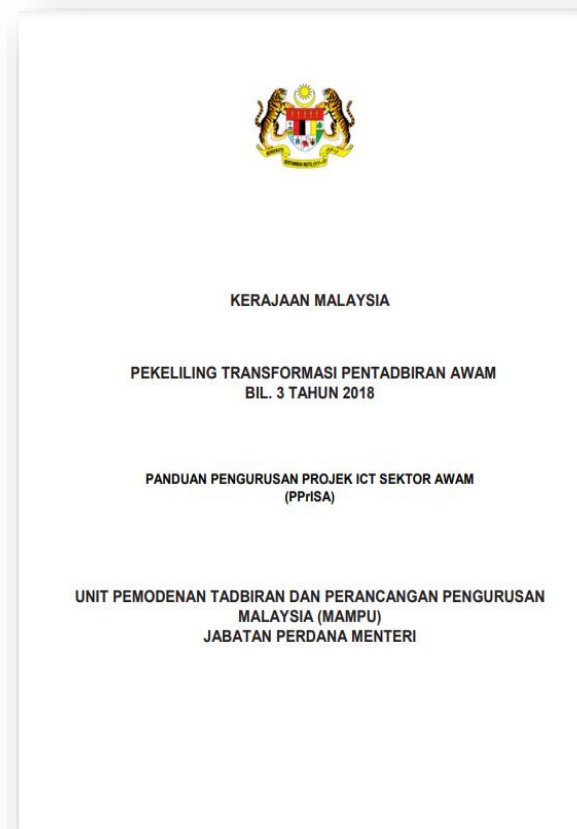 KERAJAAN MALAYSIA
PEKELILING TRANSFORMASI PENTADBIRAN AWAM
BIL. 3 TAHUN 2018
PANDUAN PENGURUSAN PROJEK ICT SEKTOR AWAM
(PPrISA)
UNIT PEMODENAN TADBIRAN DAN PERANCANGAN PENGURUSAN
MALAYSIA (MAMPU)
JABATAN PERDANA MENTERI